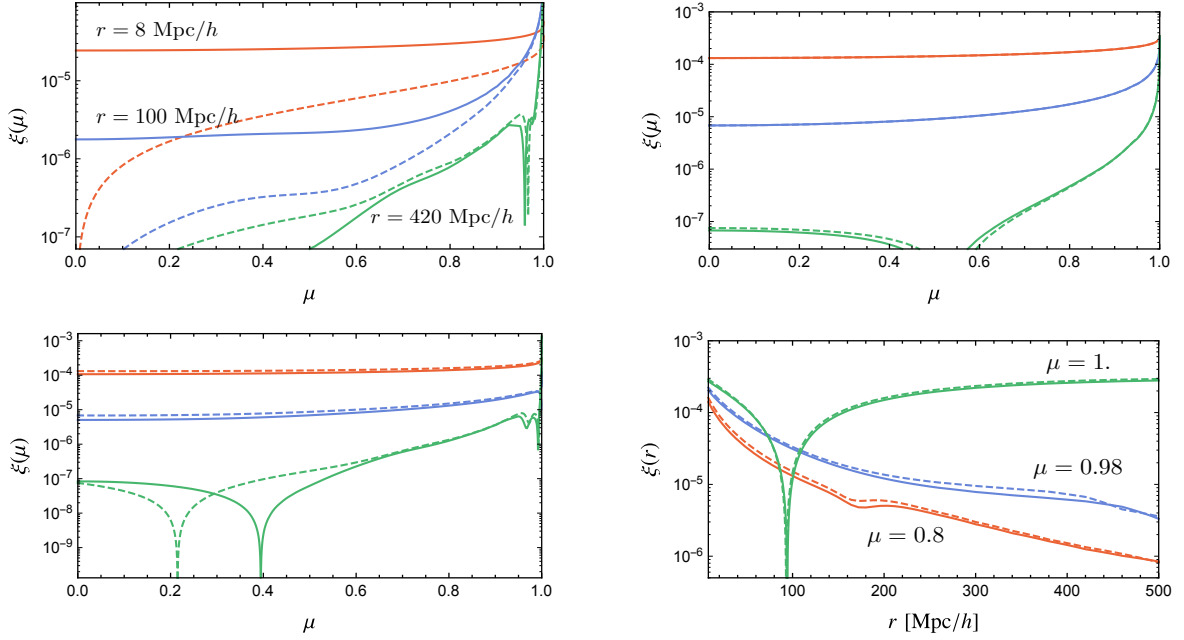 r = 8 Mpc/h
r = 100 Mpc/h
r = 420 Mpc/h
10⁻⁵
10⁻⁶
10⁻⁷
ξ(μ)
0.0 0.2 0.4 0.6 0.8 1.0
μ
10⁻³
10⁻⁴
10⁻⁵
10⁻⁶
10⁻⁷
ξ(μ)
0.0 0.2 0.4 0.6 0.8 1.0
μ
10⁻³
10⁻⁴
10⁻⁵
10⁻⁶
10⁻⁷
10⁻⁸
10⁻⁹
ξ(μ)
0.0 0.2 0.4 0.6 0.8 1.0
μ
μ = 1.
μ = 0.98
μ = 0.8
10⁻³
10⁻⁴
10⁻⁵
10⁻⁶
ξ(r)
100 200 300 400 500
r [Mpc/h]